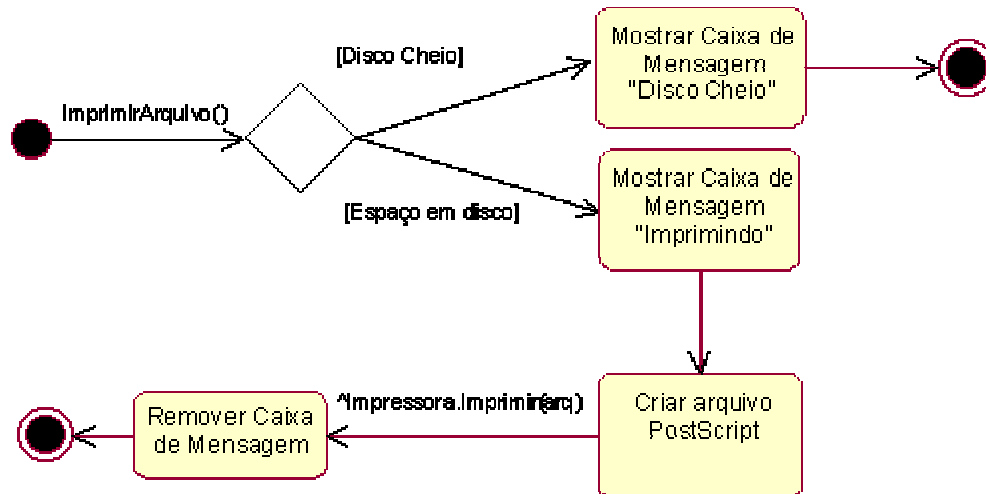 [Disco Cheio]
Mostrar Caixa de
Mensagem
"Disco Cheio"
ImprimirArquivo()
[Espaço em disco]
Mostrar Caixa de
Mensagem
"Imprimindo"
^Impressora.Imprimir(arq)
Criar arquivo
PostScript
Remover Caixa
de Mensagem